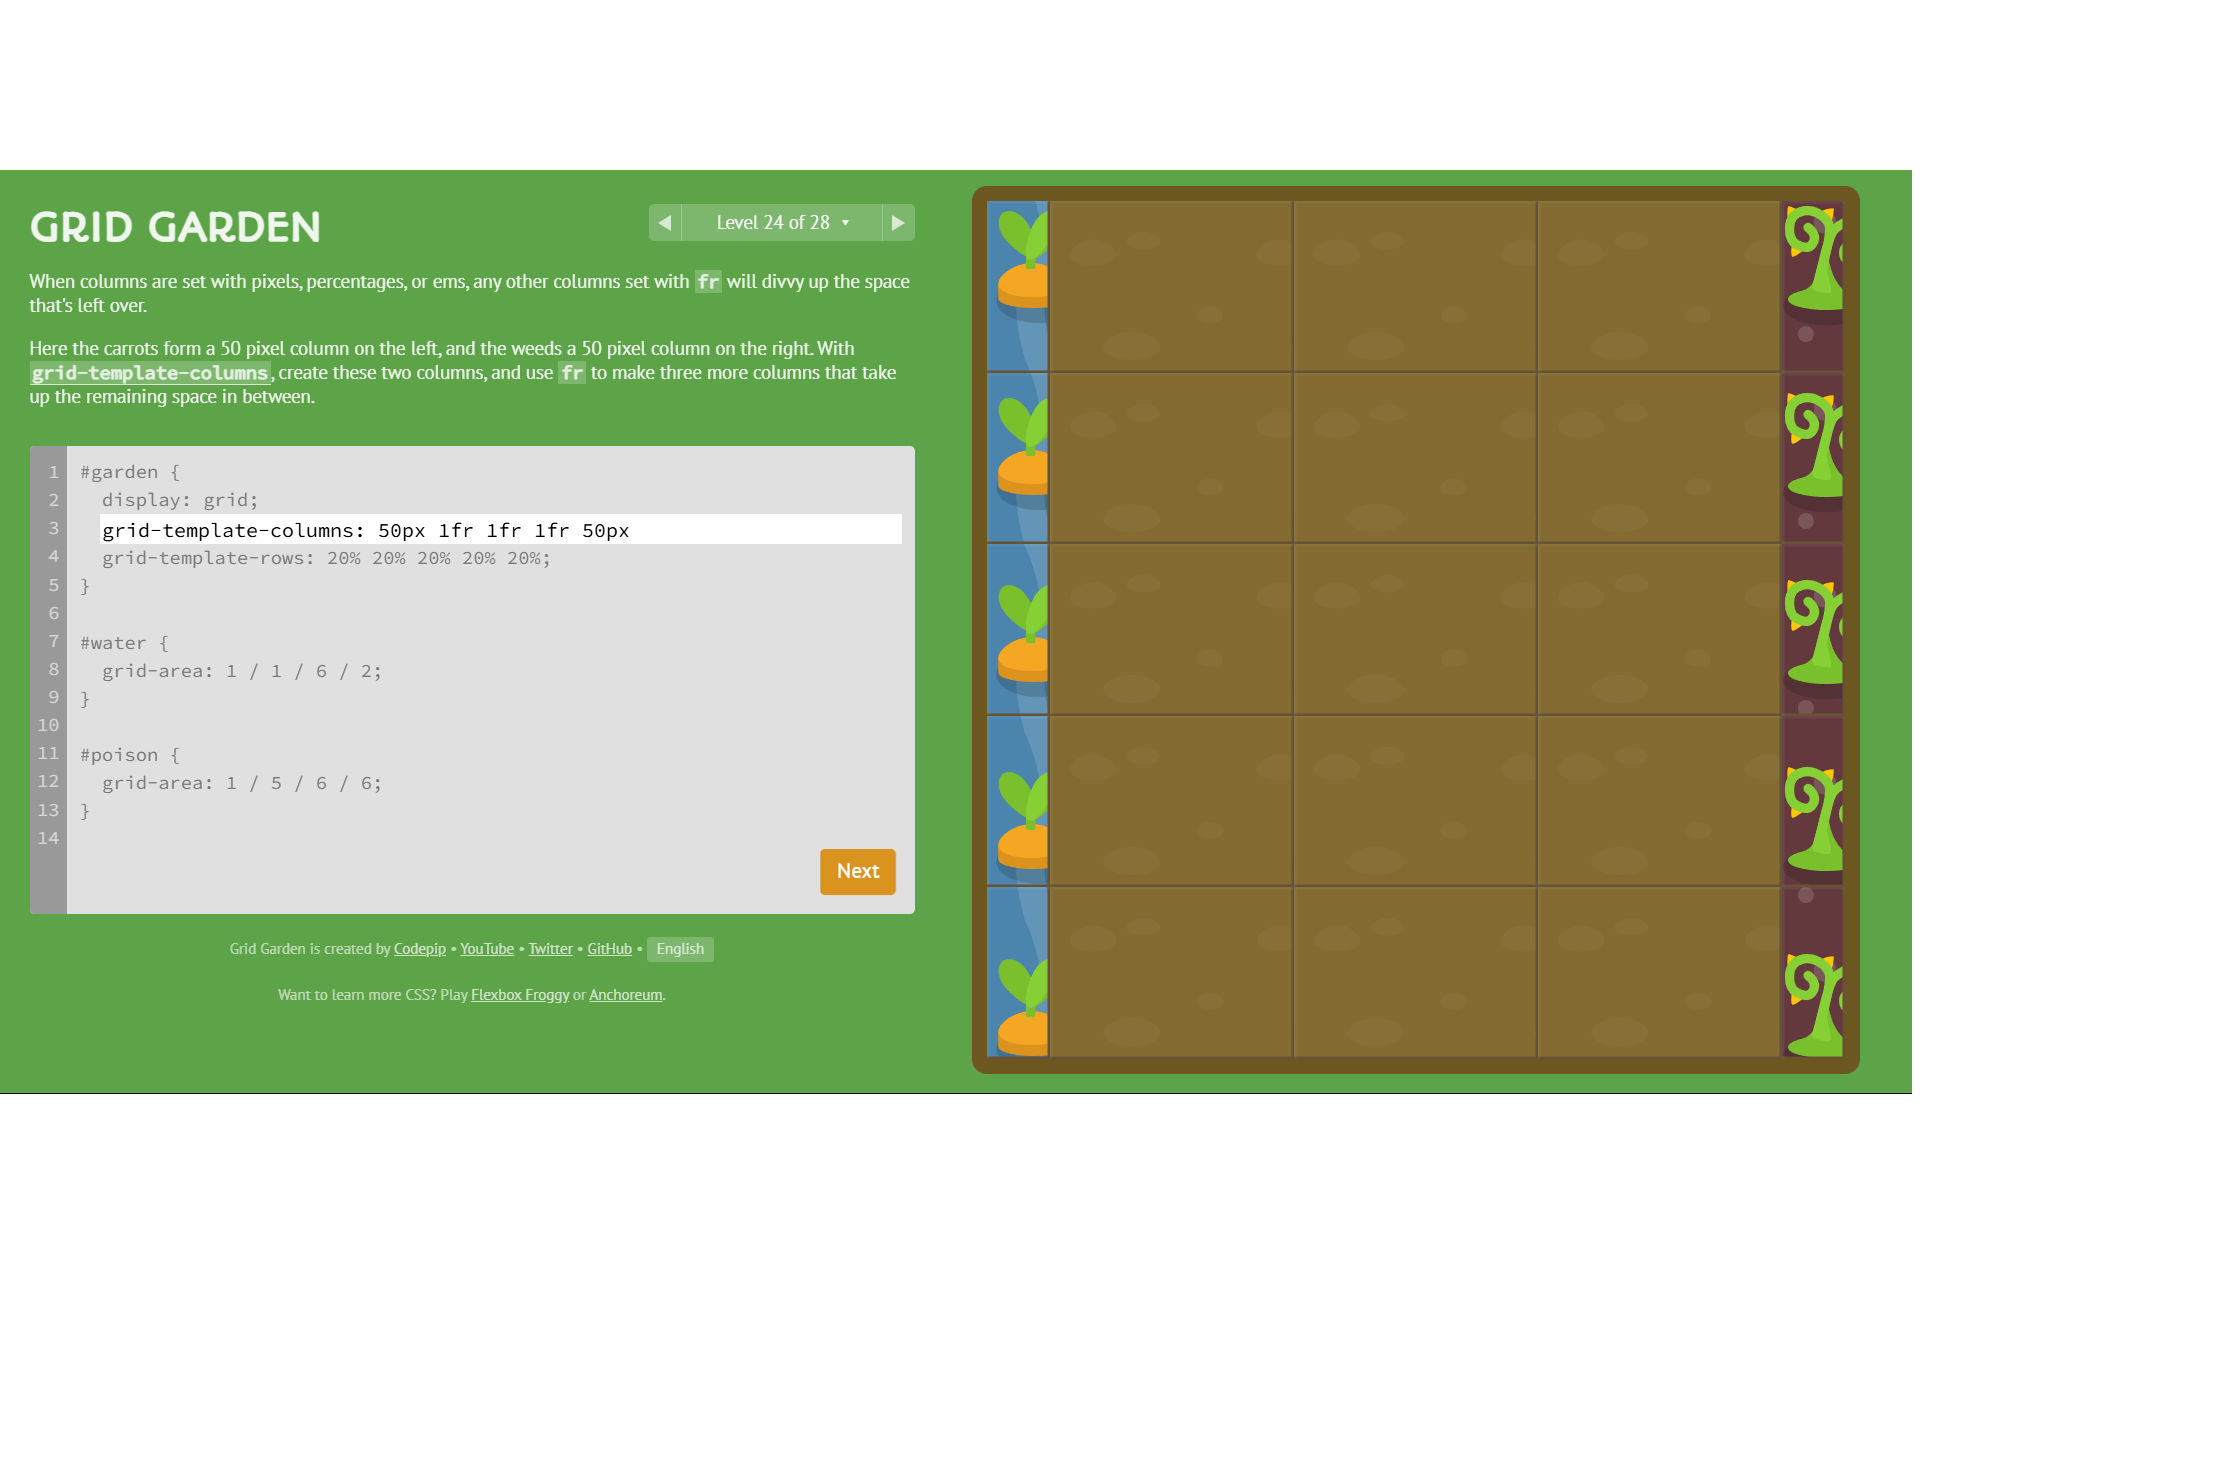 GRID GARDEN
◀ Level 24 of 28 ▾ ▶
When columns are set with pixels, percentages, or ems, any other columns set with fr will divvy up the space
that's left over.
Here the carrots form a 50 pixel column on the left, and the weeds a 50 pixel column on the right. With
grid-template-columns, create these two columns, and use fr to make three more columns that take
up the remaining space in between.
1 #garden {
2 display: grid;
3 grid-template-columns: 50px 1fr 1fr 1fr 50px
4 grid-template-rows: 20% 20% 20% 20% 20%;
5 }
6
7 #water {
8 grid-area: 1 / 1 / 6 / 2;
9 }
10
11 #poison {
12 grid-area: 1 / 5 / 6 / 6;
13 }
14
Next
Grid Garden is created by Codepip • YouTube • Twitter • GitHub • English
Want to learn more CSS? Play Flexbox Froggy or Anchoreum.